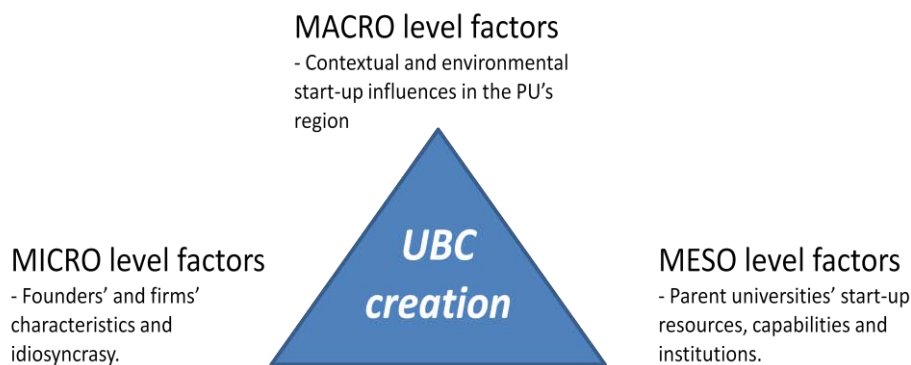 MACRO level factors
- Contextual and environmental
start-up influences in the PU's
region
UBC
creation
MICRO level factors
- Founders' and firms'
characteristics and
idiosyncrasy.
MESO level factors
- Parent universities' start-up
resources, capabilities and
institutions.